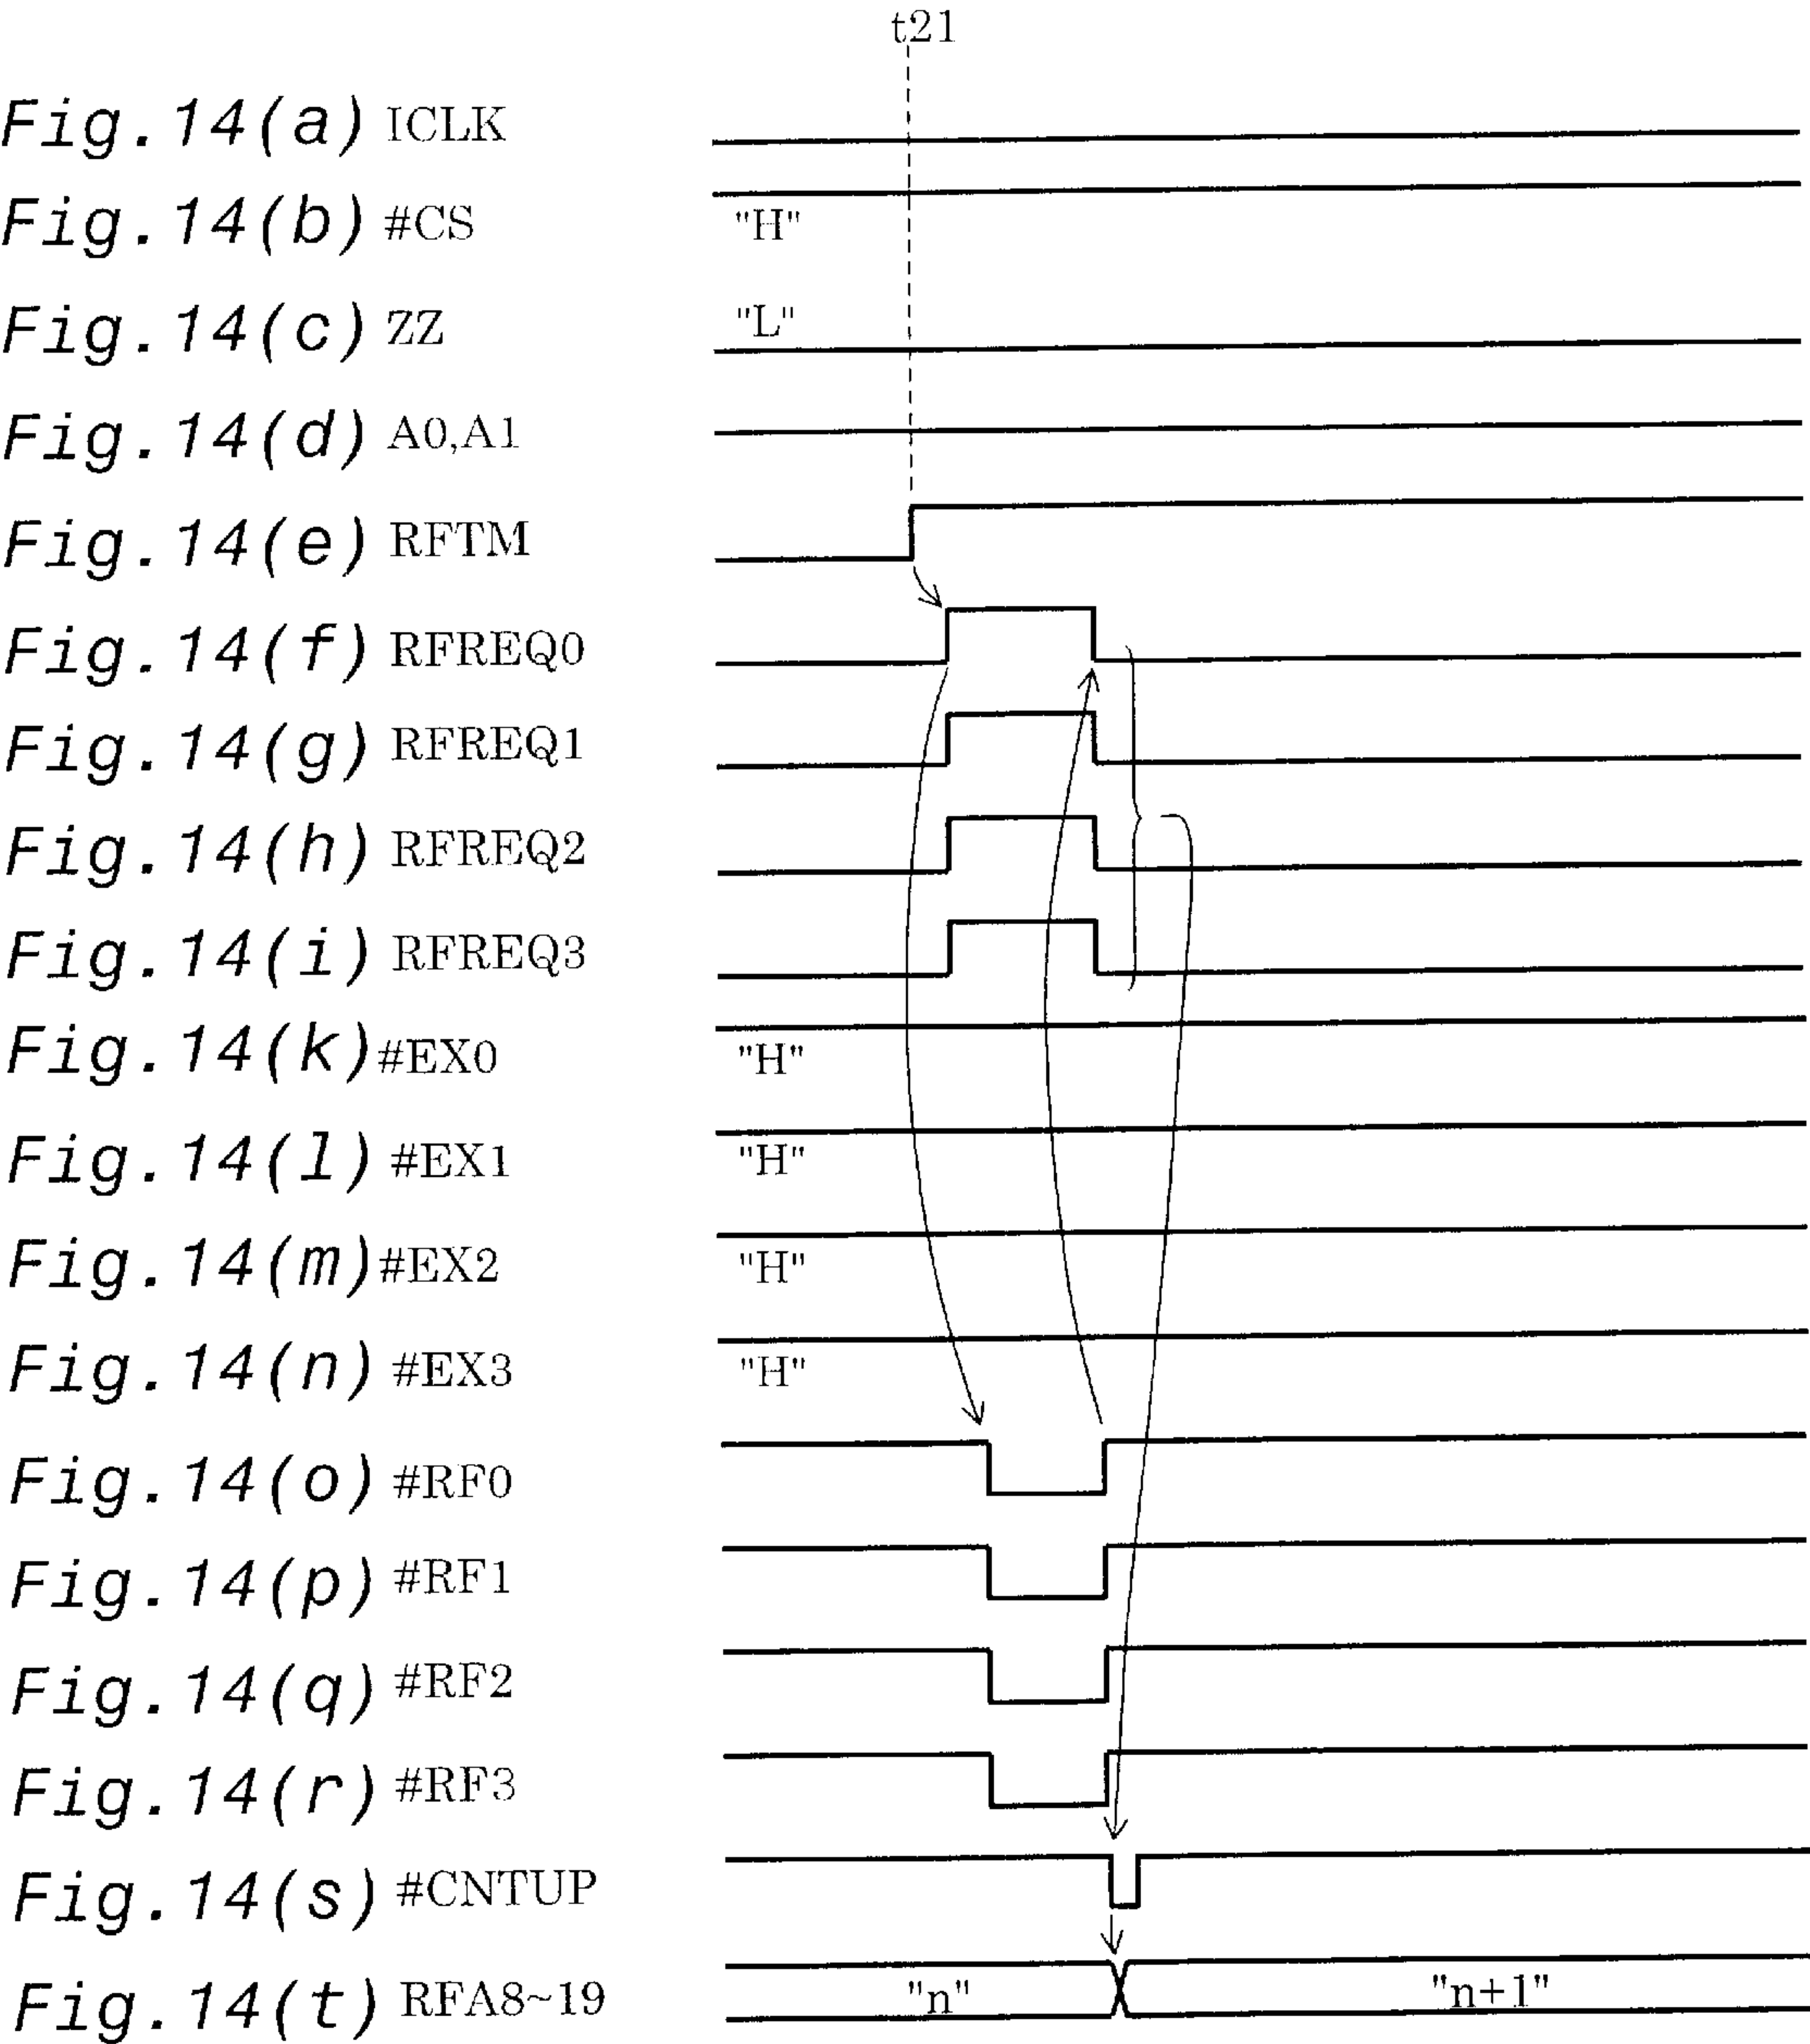 t21
Fig.14(a) ICLK
Fig.14(b) #CS "H"
Fig.14(c) ZZ "L"
Fig.14(d) A0,A1
Fig.14(e) RFTM
Fig.14(f) RFREQ0
Fig.14(g) RFREQ1
Fig.14(h) RFREQ2
Fig.14(i) RFREQ3
Fig.14(k) #EX0 "H"
Fig.14(l) #EX1 "H"
Fig.14(m) #EX2 "H"
Fig.14(n) #EX3 "H"
Fig.14(o) #RF0
Fig.14(p) #RF1
Fig.14(q) #RF2
Fig.14(r) #RF3
Fig.14(s) #CNTUP
Fig.14(t) RFA8~19 "n" "n+1"